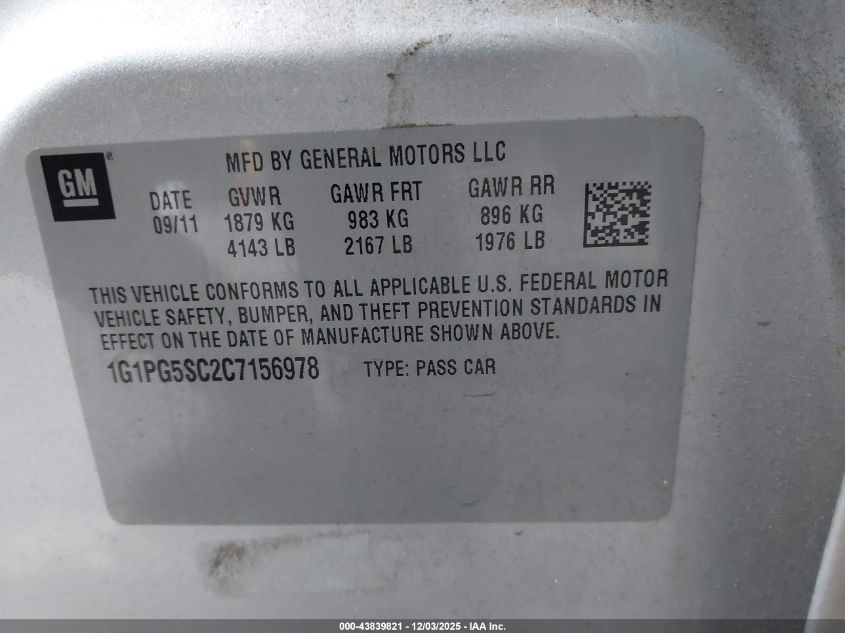 GM®
MFD BY GENERAL MOTORS LLC
DATE GVWR GAWR FRT GAWR RR
09/11 1879 KG 983 KG 896 KG
4143 LB 2167 LB 1976 LB
THIS VEHICLE CONFORMS TO ALL APPLICABLE U.S. FEDERAL MOTOR
VEHICLE SAFETY, BUMPER, AND THEFT PREVENTION STANDARDS IN
EFFECT ON THE DATE OF MANUFACTURE SHOWN ABOVE.
1G1PG5SC2C7156978 TYPE: PASS CAR
000-43839821 - 12/03/2025 - IAA Inc.